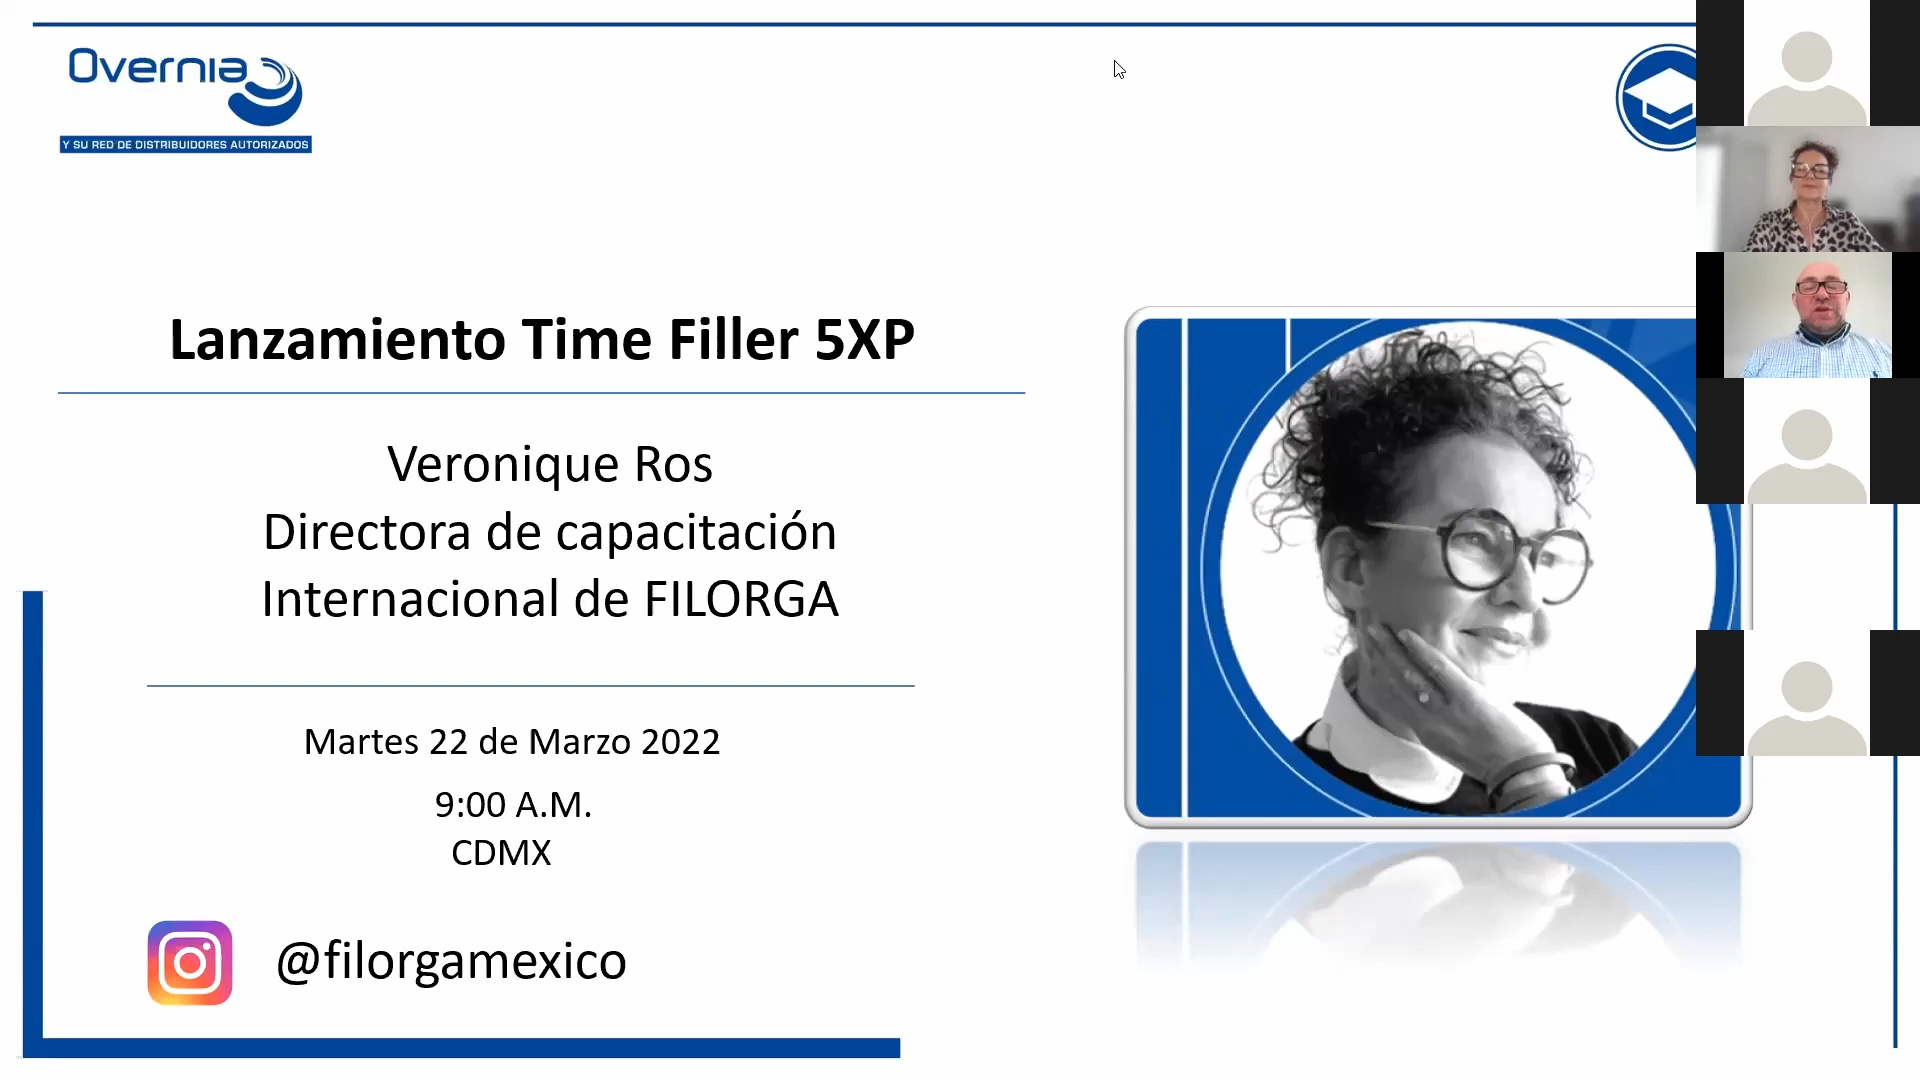 Overnia
Y SU RED DE DISTRIBUIDORES AUTORIZADOS
Lanzamiento Time Filler 5XP
Veronique Ros
Directora de capacitación
Internacional de FILORGA
Martes 22 de Marzo 2022
9:00 A.M.
CDMX
@filorgamexico